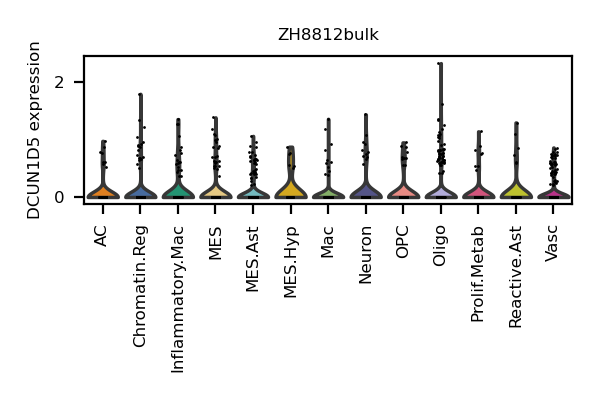 ZH8812bulk
DCUN1D5 expression
2
0
AC
Chromatin.Reg
Inflammatory.Mac
MES
MES.Ast
MES.Hyp
Mac
Neuron
OPC
Oligo
Prolif.Metab
Reactive.Ast
Vasc